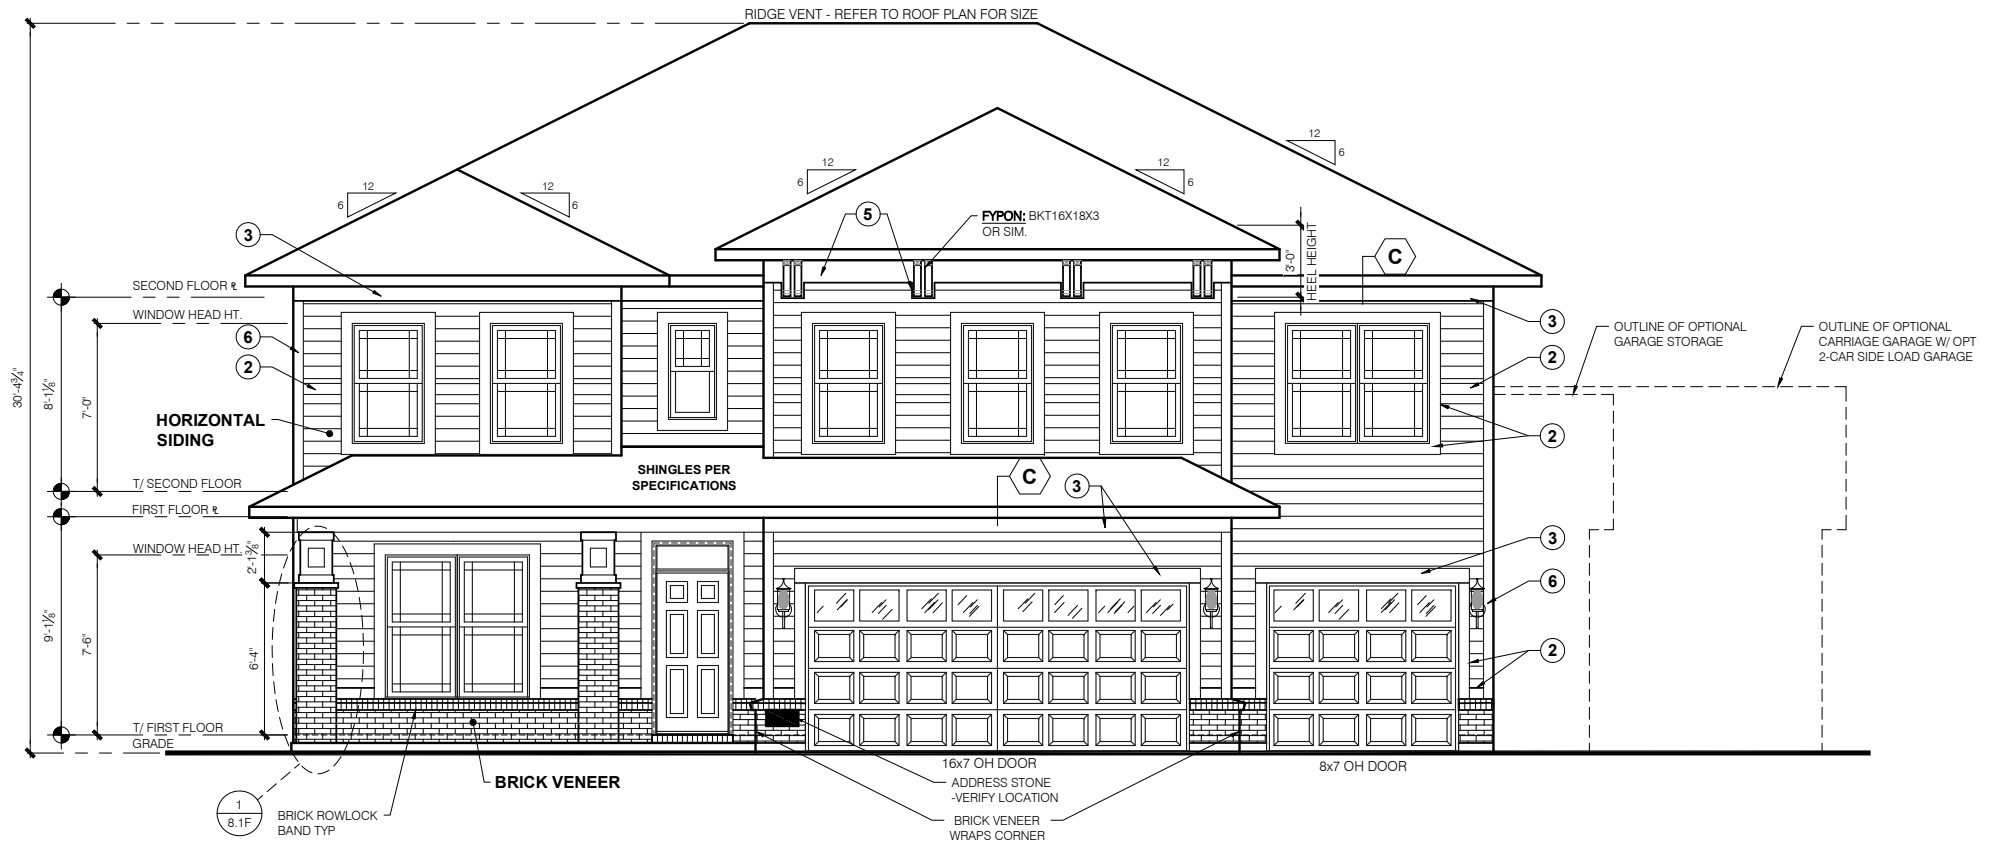 RIDGE VENT - REFER TO ROOF PLAN FOR SIZE
12
6
12
6
12
6
12
6
12
6
3
5
FYPON: BKT16X18X3
OR SIM.
3'-0"
HEEL HEIGHT
C
SECOND FLOOR ℄
WINDOW HEAD HT.
6
2
HORIZONTAL
SIDING
30'-4¾"
8'-1⅛"
7'-0"
3
2
2
OUTLINE OF OPTIONAL
GARAGE STORAGE
OUTLINE OF OPTIONAL
CARRIAGE GARAGE W/ OPT
2-CAR SIDE LOAD GARAGE
SHINGLES PER
SPECIFICATIONS
C
3
T/ SECOND FLOOR
FIRST FLOOR ℄
WINDOW HEAD HT.
2'-1⅜"
9'-1⅛"
7'-6"
6'-4"
3
6
2
T/ FIRST FLOOR
GRADE
16x7 OH DOOR
8x7 OH DOOR
BRICK VENEER
ADDRESS STONE
-VERIFY LOCATION
1
8.1F
BRICK ROWLOCK
BAND TYP
BRICK VENEER
WRAPS CORNER